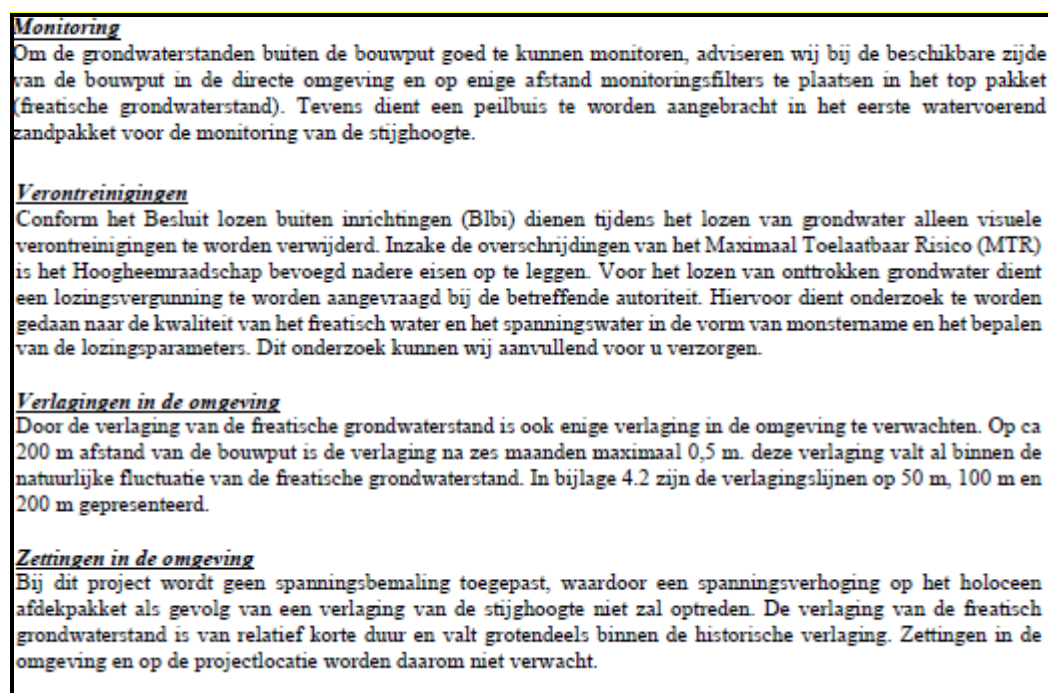 Monitoring
Om de grondwaterstanden buiten de bouwput goed te kunnen monitoren, adviseren wij bij de beschikbare zijde
van de bouwput in de directe omgeving en op enige afstand monitoringsfilters te plaatsen in het top pakket
(freatische grondwaterstand). Tevens dient een peilbuis te worden aangebracht in het eerste watervoerend
zandpakket voor de monitoring van de stijghoogte.
Verontreinigingen
Conform het Besluit lozen buiten inrichtingen (Blbi) dienen tijdens het lozen van grondwater alleen visuele
verontreinigingen te worden verwijderd. Inzake de overschrijdingen van het Maximaal Toelaatbaar Risico (MTR)
is het Hoogheemraadschap bevoegd nadere eisen op te leggen. Voor het lozen van onttrokken grondwater dient
een lozingsvergunning te worden aangevraagd bij de betreffende autoriteit. Hiervoor dient onderzoek te worden
gedaan naar de kwaliteit van het freatisch water en het spanningswater in de vorm van monstername en het bepalen
van de lozingsparameters. Dit onderzoek kunnen wij aanvullend voor u verzorgen.
Verlagingen in de omgeving
Door de verlaging van de freatische grondwaterstand is ook enige verlaging in de omgeving te verwachten. Op ca
200 m afstand van de bouwput is de verlaging na zes maanden maximaal 0,5 m. deze verlaging valt al binnen de
natuurlijke fluctuatie van de freatische grondwaterstand. In bijlage 4.2 zijn de verlagingslijnen op 50 m, 100 m en
200 m gepresenteerd.
Zettingen in de omgeving
Bij dit project wordt geen spanningsbemaling toegepast, waardoor een spanningsverhoging op het holoceen
afdekpakket als gevolg van een verlaging van de stijghoogte niet zal optreden. De verlaging van de freatisch
grondwaterstand is van relatief korte duur en valt grotendeels binnen de historische verlaging. Zettingen in de
omgeving en op de projectlocatie worden daarom niet verwacht.